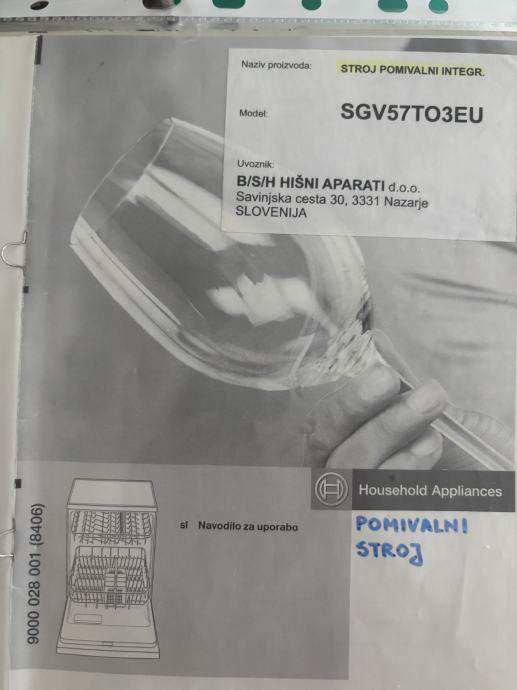 Naziv proizvoda: STROJ POMIVALNI INTEGR.
Model: SGV57TO3EU
Uvoznik:
B/S/H HIŠNI APARATI d.o.o.
Savinjska cesta 30, 3331 Nazarje
SLOVENIJA
Household Appliances
sl Navodilo za uporabo
POMIVALNI
STROJ
9000 028 001 (8406)